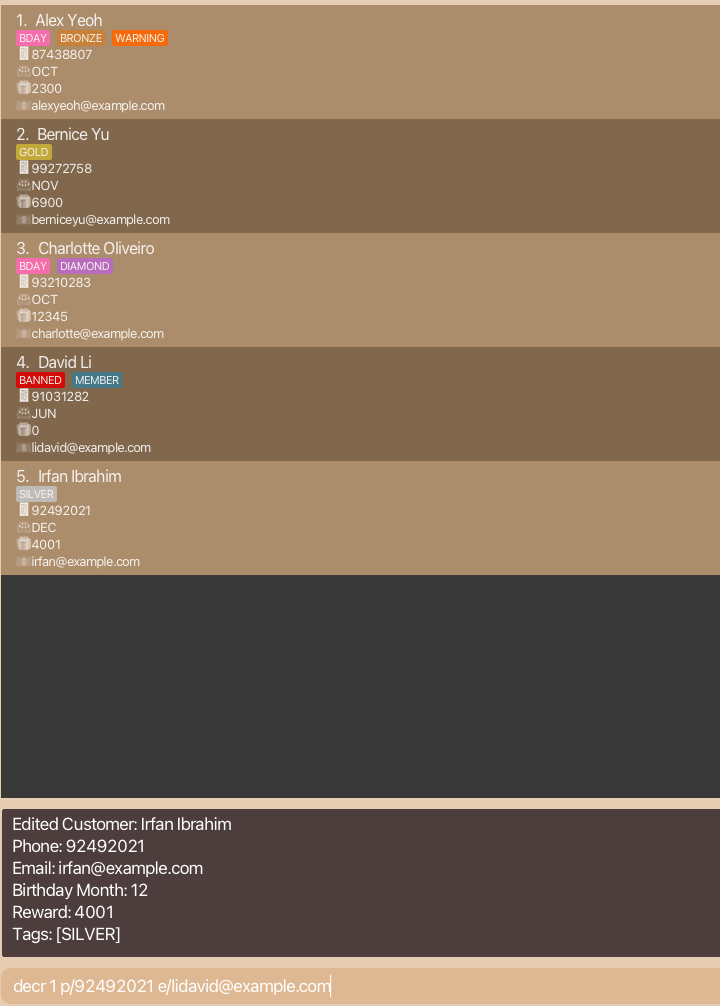 1. Alex Yeoh
BDAY BRONZE WARNING
87438807
OCT
2300
alexyeoh@example.com
2. Bernice Yu
GOLD
99272758
NOV
6900
berniceyu@example.com
3. Charlotte Oliveiro
BDAY DIAMOND
93210283
OCT
12345
charlotte@example.com
4. David Li
BANNED MEMBER
91031282
JUN
0
lidavid@example.com
5. Irfan Ibrahim
SILVER
92492021
DEC
4001
irfan@example.com
Edited Customer: Irfan Ibrahim
Phone: 92492021
Email: irfan@example.com
Birthday Month: 12
Reward: 4001
Tags: [SILVER]
decr 1 p/92492021 e/lidavid@example.com